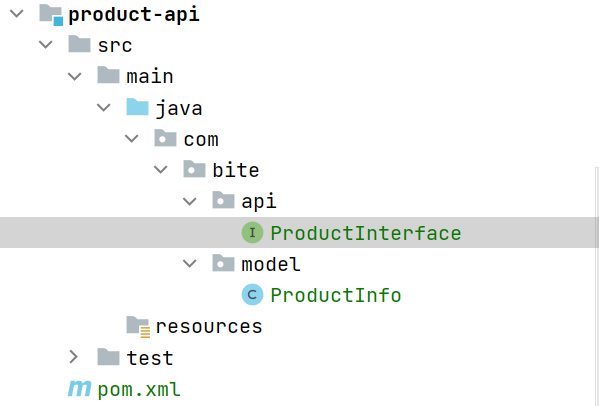 product-api
src
main
java
com
bite
api
I ProductInterface
model
C ProductInfo
resources
test
m pom.xml